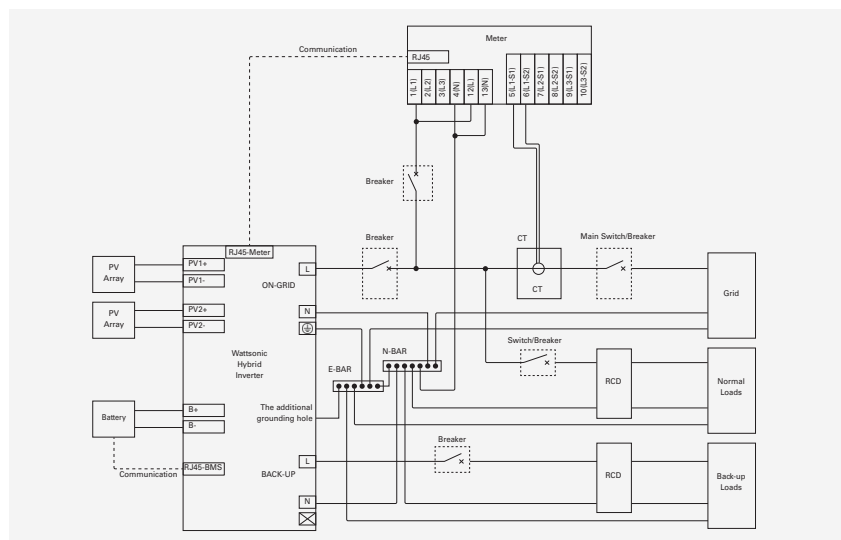 Meter
Communication
RJ45
1(L1)
2(L2)
3(L3)
4(N)
12(L)
13(N)
5(L1-S1)
6(L1-S2)
7(L2-S1)
8(L2-S2)
9(L3-S1)
10(L3-S2)
Breaker
Breaker
CT
Main Switch/Breaker
RJ45-Meter
PV
Array
PV1+
PV1-
L
ON-GRID
CT
Grid
PV
Array
PV2+
PV2-
N
Wattsonic
Hybrid
Inverter
N-BAR
E-BAR
Switch/Breaker
RCD
Normal
Loads
Battery
B+
B-
The additional
grounding hole
Breaker
L
BACK-UP
RJ45-BMS
Communication
RCD
Back-up
Loads
N